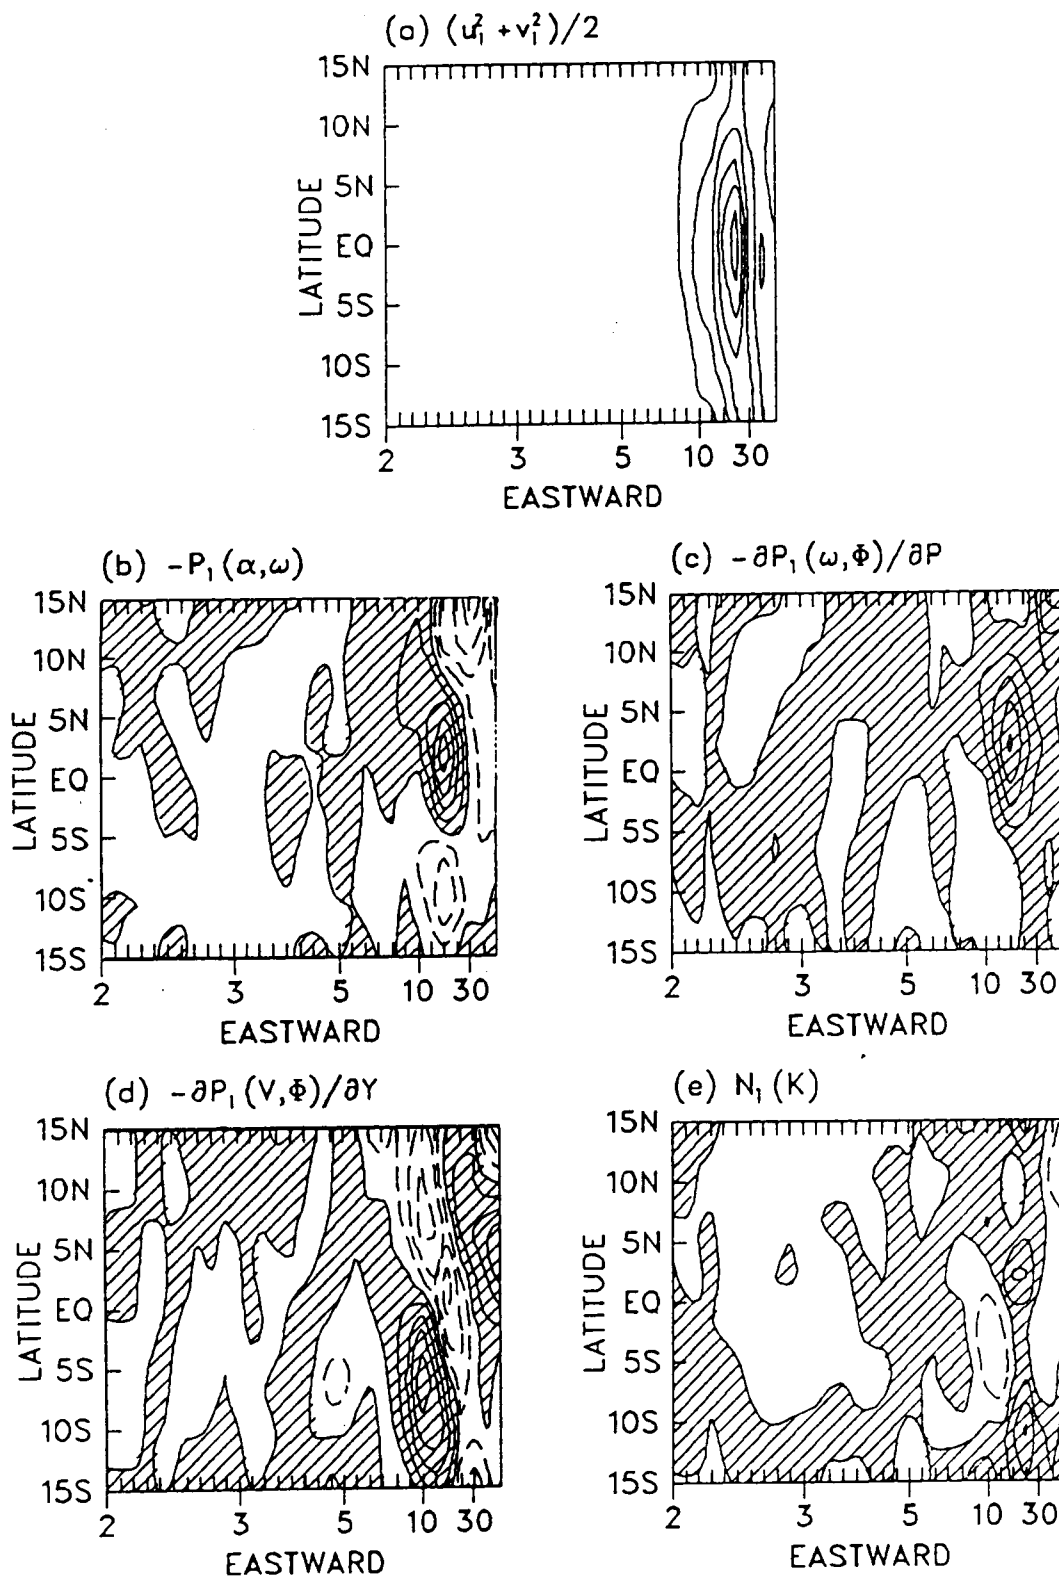 (a) (u₁² + v₁²)/2
15N
10N
5N
EQ
5S
10S
15S
LATITUDE
2 3 5 10 30
EASTWARD
(b) -P₁(α,ω)
15N
10N
5N
EQ
5S
10S
15S
LATITUDE
2 3 5 10 30
EASTWARD
(c) -∂P₁(ω,Φ)/∂P
15N
10N
5N
EQ
5S
10S
15S
LATITUDE
2 3 5 10 30
EASTWARD
(d) -∂P₁(V,Φ)/∂Y
15N
10N
5N
EQ
5S
10S
15S
LATITUDE
2 3 5 10 30
EASTWARD
(e) N₁(K)
15N
10N
5N
EQ
5S
10S
15S
LATITUDE
2 3 5 10 30
EASTWARD